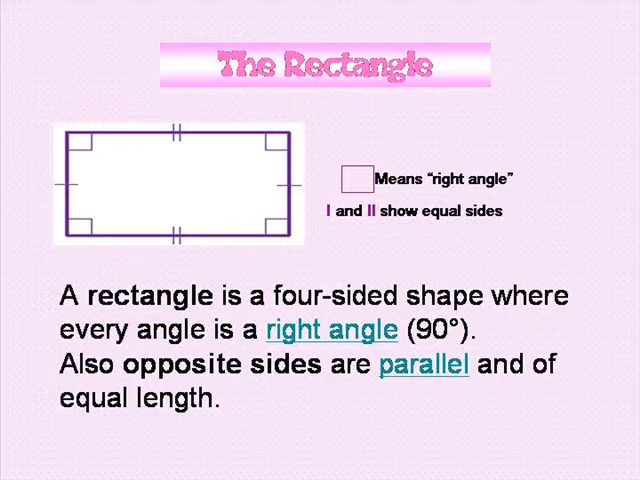 The Rectangle
Means “right angle”
I and II show equal sides
A rectangle is a four-sided shape where
every angle is a right angle (90°).
Also opposite sides are parallel and of
equal length.